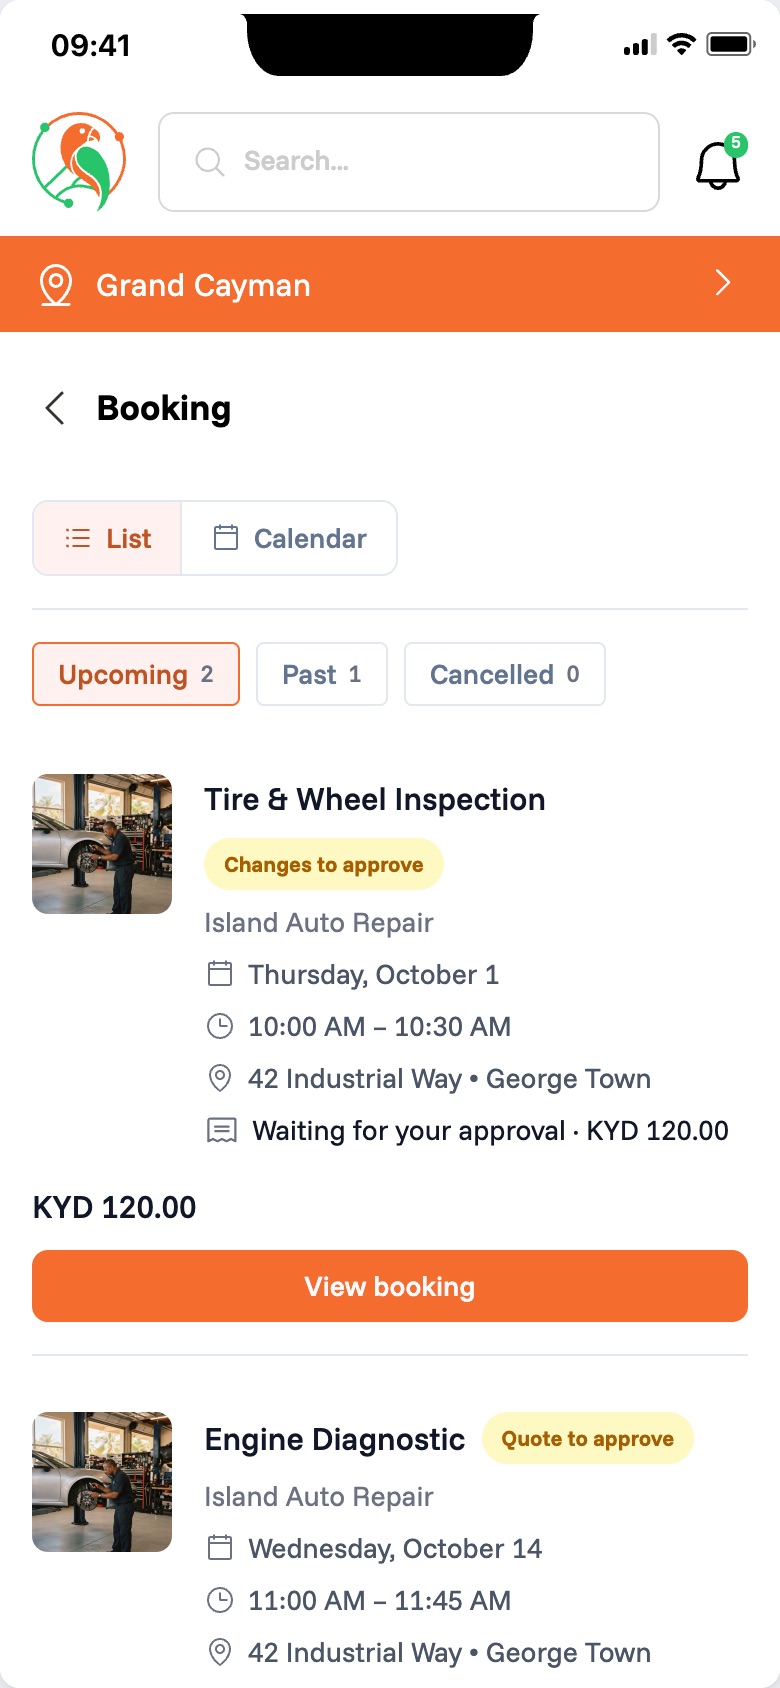 09:41
Search...
5
Grand Cayman
Booking
List
Calendar
Upcoming 2
Past 1
Cancelled 0
Tire & Wheel Inspection
Changes to approve
Island Auto Repair
Thursday, October 1
10:00 AM – 10:30 AM
42 Industrial Way • George Town
Waiting for your approval · KYD 120.00
KYD 120.00
View booking
Engine Diagnostic
Quote to approve
Island Auto Repair
Wednesday, October 14
11:00 AM – 11:45 AM
42 Industrial Way • George Town